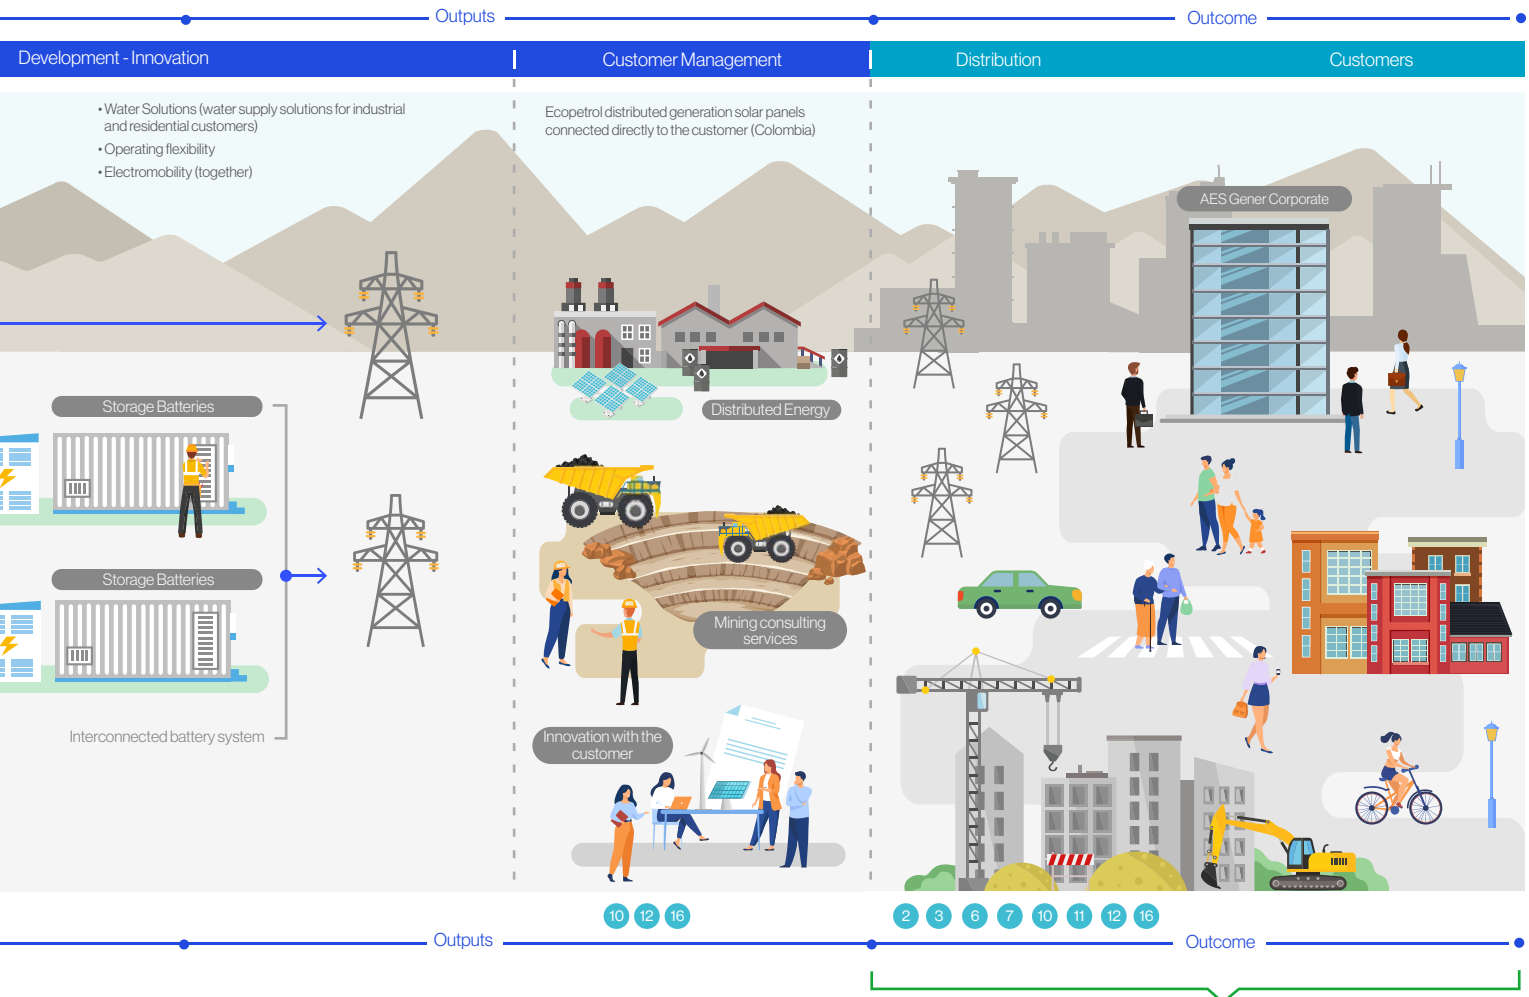 Outputs
Outcome
Development - Innovation
Customer Management
Distribution
Customers
• Water Solutions (water supply solutions for industrial
and residential customers)
• Operating flexibility
• Electromobility (together)
Ecopetrol distributed generation solar panels
connected directly to the customer (Colombia)
AES Gener Corporate
Storage Batteries
Distributed Energy
Storage Batteries
Mining consulting
services
Interconnected battery system
Innovation with the
customer
10 12 16
2 3 6 7 10 11 12 16
Outputs
Outcome